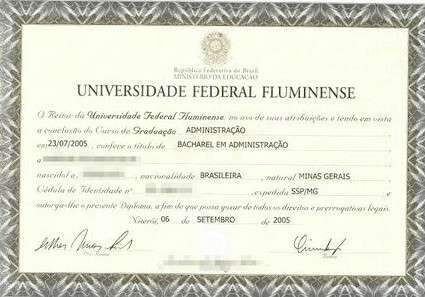 República Federativa do Brasil
MINISTÉRIO DA EDUCAÇÃO
UNIVERSIDADE FEDERAL FLUMINENSE
O Reitor da Universidade Federal Fluminense, no uso de suas atribuições e tendo em vista
a conclusão do Curso de Graduação ADMINISTRAÇÃO
em 23/07/2005, confere o título de BACHAREL EM ADMINISTRAÇÃO
a
nascido/a, nacionalidade BRASILEIRA, natural MINAS GERAIS
Cédula de Identidade nº, expedida SSP/MG
e outorga-lhe o presente Diploma, a fim de que possa gozar de todos os direitos e prerrogativas legais.
Niterói, 06 de SETEMBRO de 2005